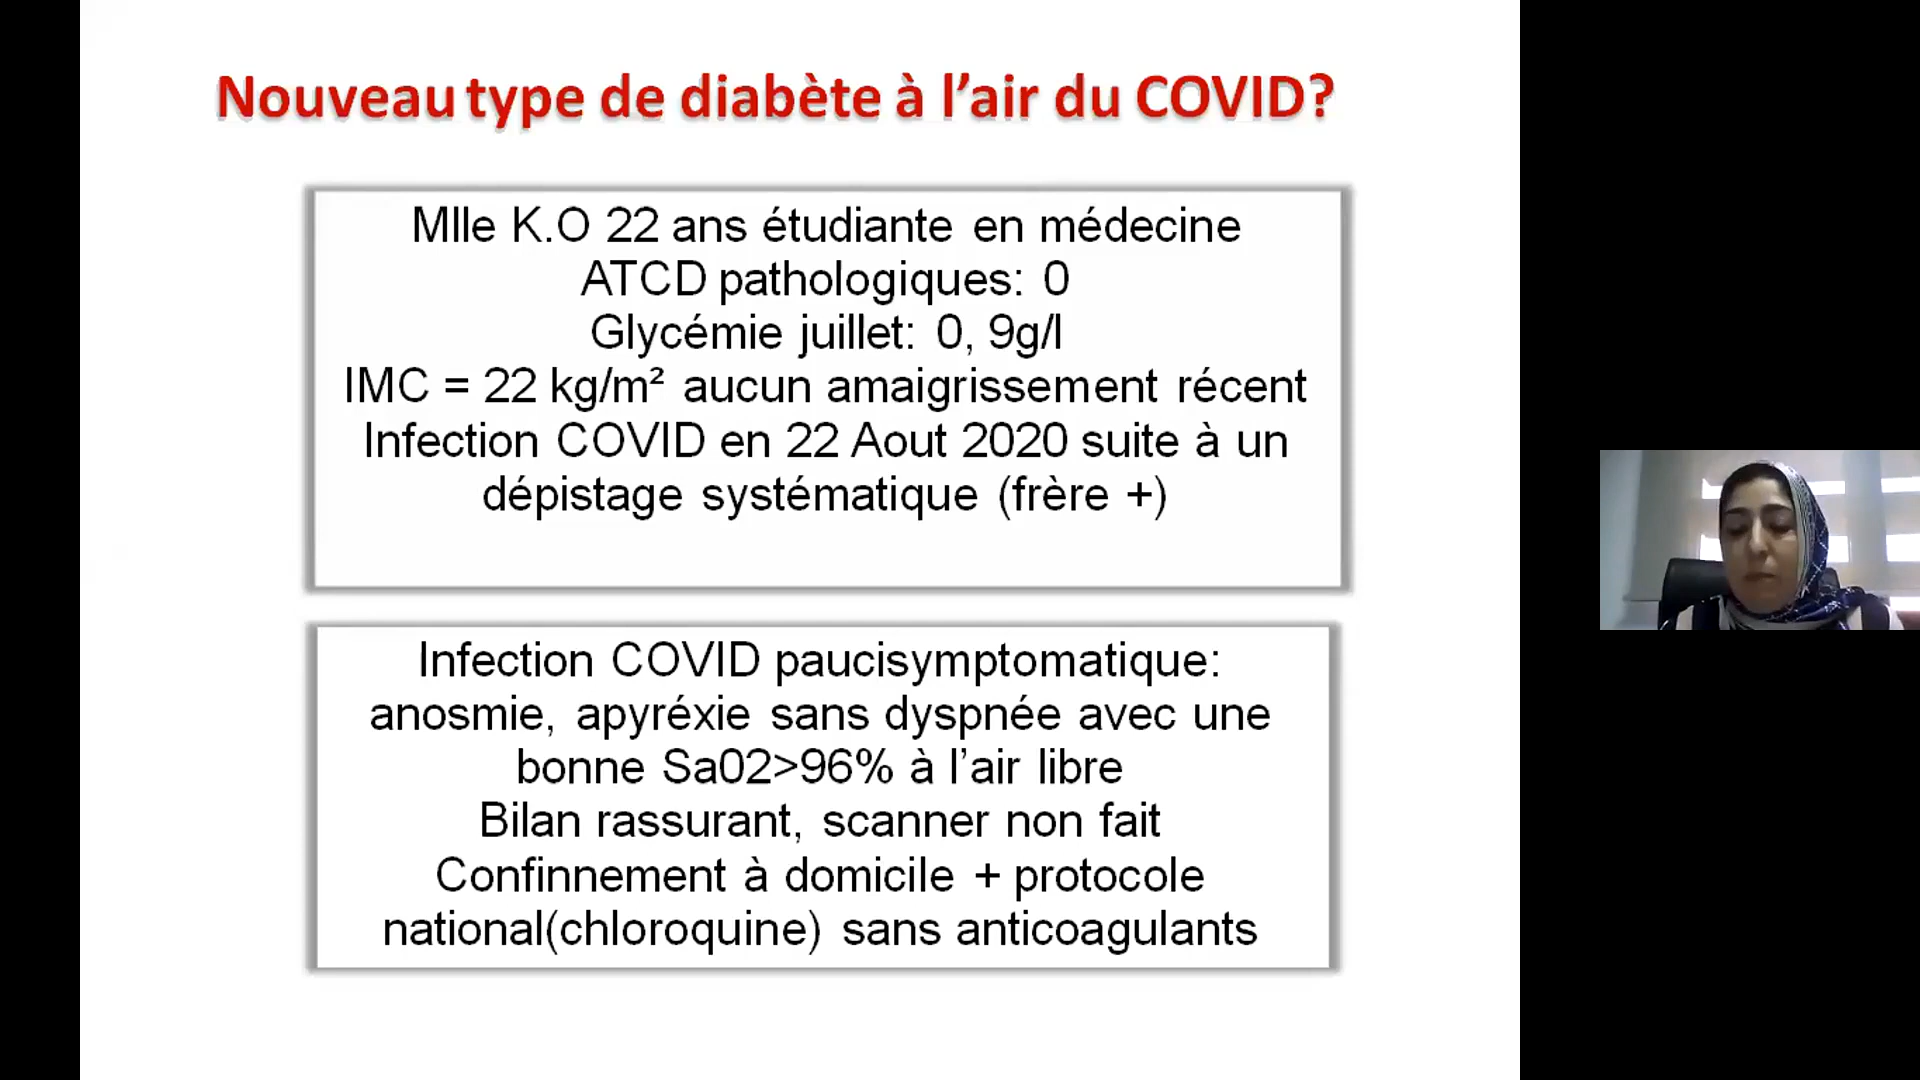 Nouveau type de diabète à l’air du COVID?
Mlle K.O 22 ans étudiante en médecine
ATCD pathologiques: 0
Glycémie juillet: 0, 9g/l
IMC = 22 kg/m² aucun amaigrissement récent
Infection COVID en 22 Aout 2020 suite à un
dépistage systématique (frère +)
Infection COVID paucisymptomatique:
anosmie, apyréxie sans dyspnée avec une
bonne Sa02>96% à l’air libre
Bilan rassurant, scanner non fait
Confinnement à domicile + protocole
national(chloroquine) sans anticoagulants